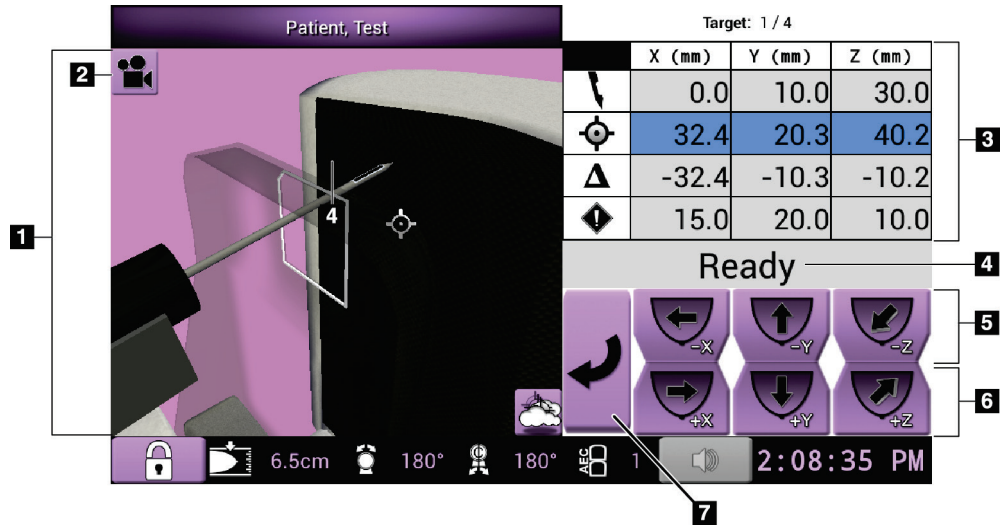 Patient, Test
Target: 1 / 4
X (mm) Y (mm) Z (mm)
0.0 10.0 30.0
32.4 20.3 40.2
Δ -32.4 -10.3 -10.2
! 15.0 20.0 10.0
Ready
-X -Y -Z
+X +Y +Z
4
6.5cm 180° 180° AEC 1 2:08:35 PM
1
2
3
4
5
6
7